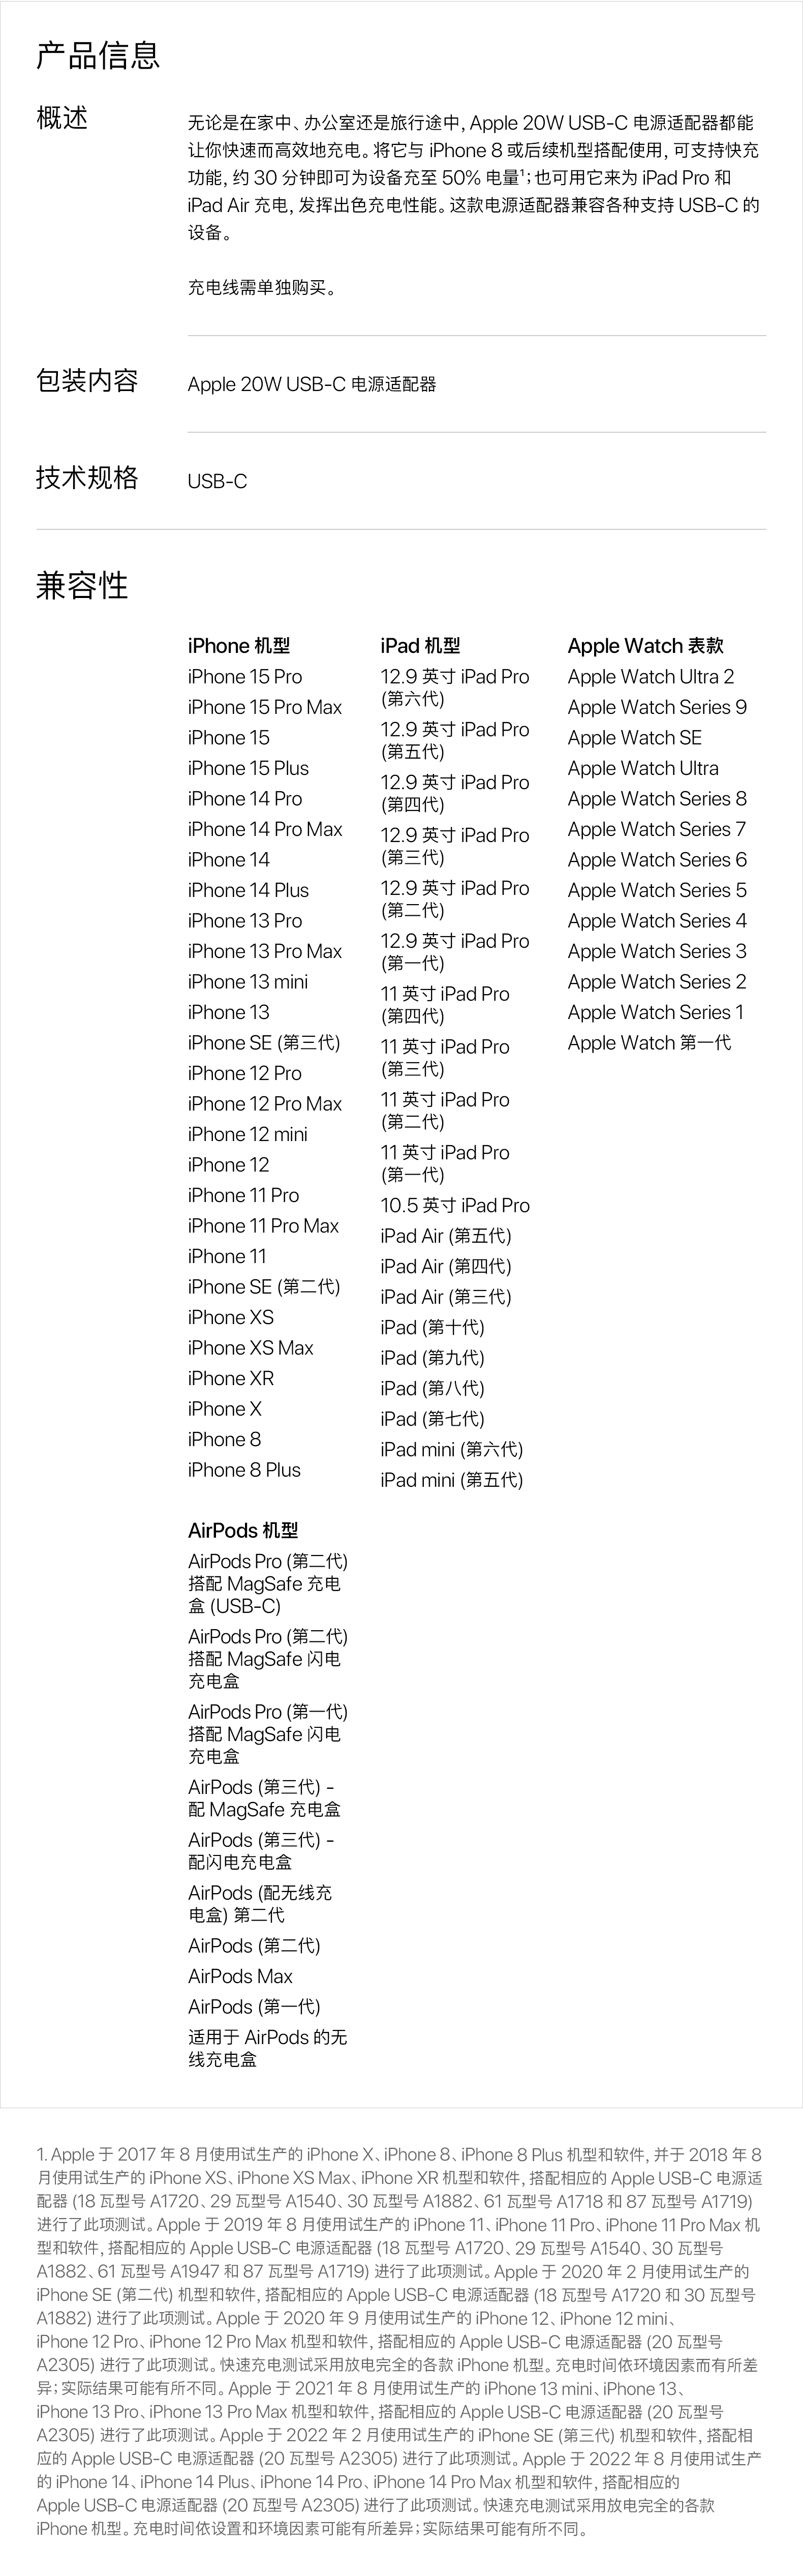 产品信息
概述
无论是在家中、办公室还是旅行途中, Apple 20W USB-C 电源适配器都能
让你快速而高效地充电。将它与 iPhone 8 或后续机型搭配使用, 可支持快充
功能, 约 30 分钟即可为设备充至 50% 电量¹; 也可用它来为 iPad Pro 和
iPad Air 充电, 发挥出色充电性能。这款电源适配器兼容各种支持 USB-C 的
设备。
充电线需单独购买。
包装内容
Apple 20W USB-C 电源适配器
技术规格
USB-C
兼容性
iPhone 机型
iPhone 15 Pro
iPhone 15 Pro Max
iPhone 15
iPhone 15 Plus
iPhone 14 Pro
iPhone 14 Pro Max
iPhone 14
iPhone 14 Plus
iPhone 13 Pro
iPhone 13 Pro Max
iPhone 13 mini
iPhone 13
iPhone SE (第三代)
iPhone 12 Pro
iPhone 12 Pro Max
iPhone 12 mini
iPhone 12
iPhone 11 Pro
iPhone 11 Pro Max
iPhone 11
iPhone SE (第二代)
iPhone XS
iPhone XS Max
iPhone XR
iPhone X
iPhone 8
iPhone 8 Plus
iPad 机型
12.9 英寸 iPad Pro
(第六代)
12.9 英寸 iPad Pro
(第五代)
12.9 英寸 iPad Pro
(第四代)
12.9 英寸 iPad Pro
(第三代)
12.9 英寸 iPad Pro
(第二代)
12.9 英寸 iPad Pro
(第一代)
11 英寸 iPad Pro
(第四代)
11 英寸 iPad Pro
(第三代)
11 英寸 iPad Pro
(第二代)
11 英寸 iPad Pro
(第一代)
10.5 英寸 iPad Pro
iPad Air (第五代)
iPad Air (第四代)
iPad Air (第三代)
iPad (第十代)
iPad (第九代)
iPad (第八代)
iPad (第七代)
iPad mini (第六代)
iPad mini (第五代)
Apple Watch 表款
Apple Watch Ultra 2
Apple Watch Series 9
Apple Watch SE
Apple Watch Ultra
Apple Watch Series 8
Apple Watch Series 7
Apple Watch Series 6
Apple Watch Series 5
Apple Watch Series 4
Apple Watch Series 3
Apple Watch Series 2
Apple Watch Series 1
Apple Watch 第一代
AirPods 机型
AirPods Pro (第二代)
搭配 MagSafe 充电
盒 (USB-C)
AirPods Pro (第二代)
搭配 MagSafe 闪电
充电盒
AirPods Pro (第一代)
搭配 MagSafe 闪电
充电盒
AirPods (第三代) -
配 MagSafe 充电盒
AirPods (第三代) -
配闪电充电盒
AirPods (配无线充
电盒) 第二代
AirPods (第二代)
AirPods Max
AirPods (第一代)
适用于 AirPods 的无
线充电盒
1. Apple 于 2017 年 8 月使用试生产的 iPhone X、iPhone 8、iPhone 8 Plus 机型和软件, 并于 2018 年 8
月使用试生产的 iPhone XS、iPhone XS Max、iPhone XR 机型和软件, 搭配相应的 Apple USB-C 电源适
配器 (18 瓦型号 A1720、29 瓦型号 A1540、30 瓦型号 A1882、61 瓦型号 A1718 和 87 瓦型号 A1719)
进行了此项测试。Apple 于 2019 年 8 月使用试生产的 iPhone 11、iPhone 11 Pro、iPhone 11 Pro Max 机
型和软件, 搭配相应的 Apple USB-C 电源适配器 (18 瓦型号 A1720、29 瓦型号 A1540、30 瓦型号
A1882、61 瓦型号 A1947 和 87 瓦型号 A1719) 进行了此项测试。Apple 于 2020 年 2 月使用试生产的
iPhone SE (第二代) 机型和软件, 搭配相应的 Apple USB-C 电源适配器 (18 瓦型号 A1720 和 30 瓦型号
A1882) 进行了此项测试。Apple 于 2020 年 9 月使用试生产的 iPhone 12、iPhone 12 mini、
iPhone 12 Pro、iPhone 12 Pro Max 机型和软件, 搭配相应的 Apple USB-C 电源适配器 (20 瓦型号
A2305) 进行了此项测试。快速充电测试采用放电完全的各款 iPhone 机型。充电时间依环境因素而有所差
异; 实际结果可能有所不同。Apple 于 2021 年 8 月使用试生产的 iPhone 13 mini、iPhone 13、
iPhone 13 Pro、iPhone 13 Pro Max 机型和软件, 搭配相应的 Apple USB-C 电源适配器 (20 瓦型号
A2305) 进行了此项测试。Apple 于 2022 年 2 月使用试生产的 iPhone SE (第三代) 机型和软件, 搭配相
应的 Apple USB-C 电源适配器 (20 瓦型号 A2305) 进行了此项测试。Apple 于 2022 年 8 月使用试生产
的 iPhone 14、iPhone 14 Plus、iPhone 14 Pro、iPhone 14 Pro Max 机型和软件, 搭配相应的
Apple USB-C 电源适配器 (20 瓦型号 A2305) 进行了此项测试。快速充电测试采用放电完全的各款
iPhone 机型。充电时间依设置和环境因素可能有所差异; 实际结果可能有所不同。